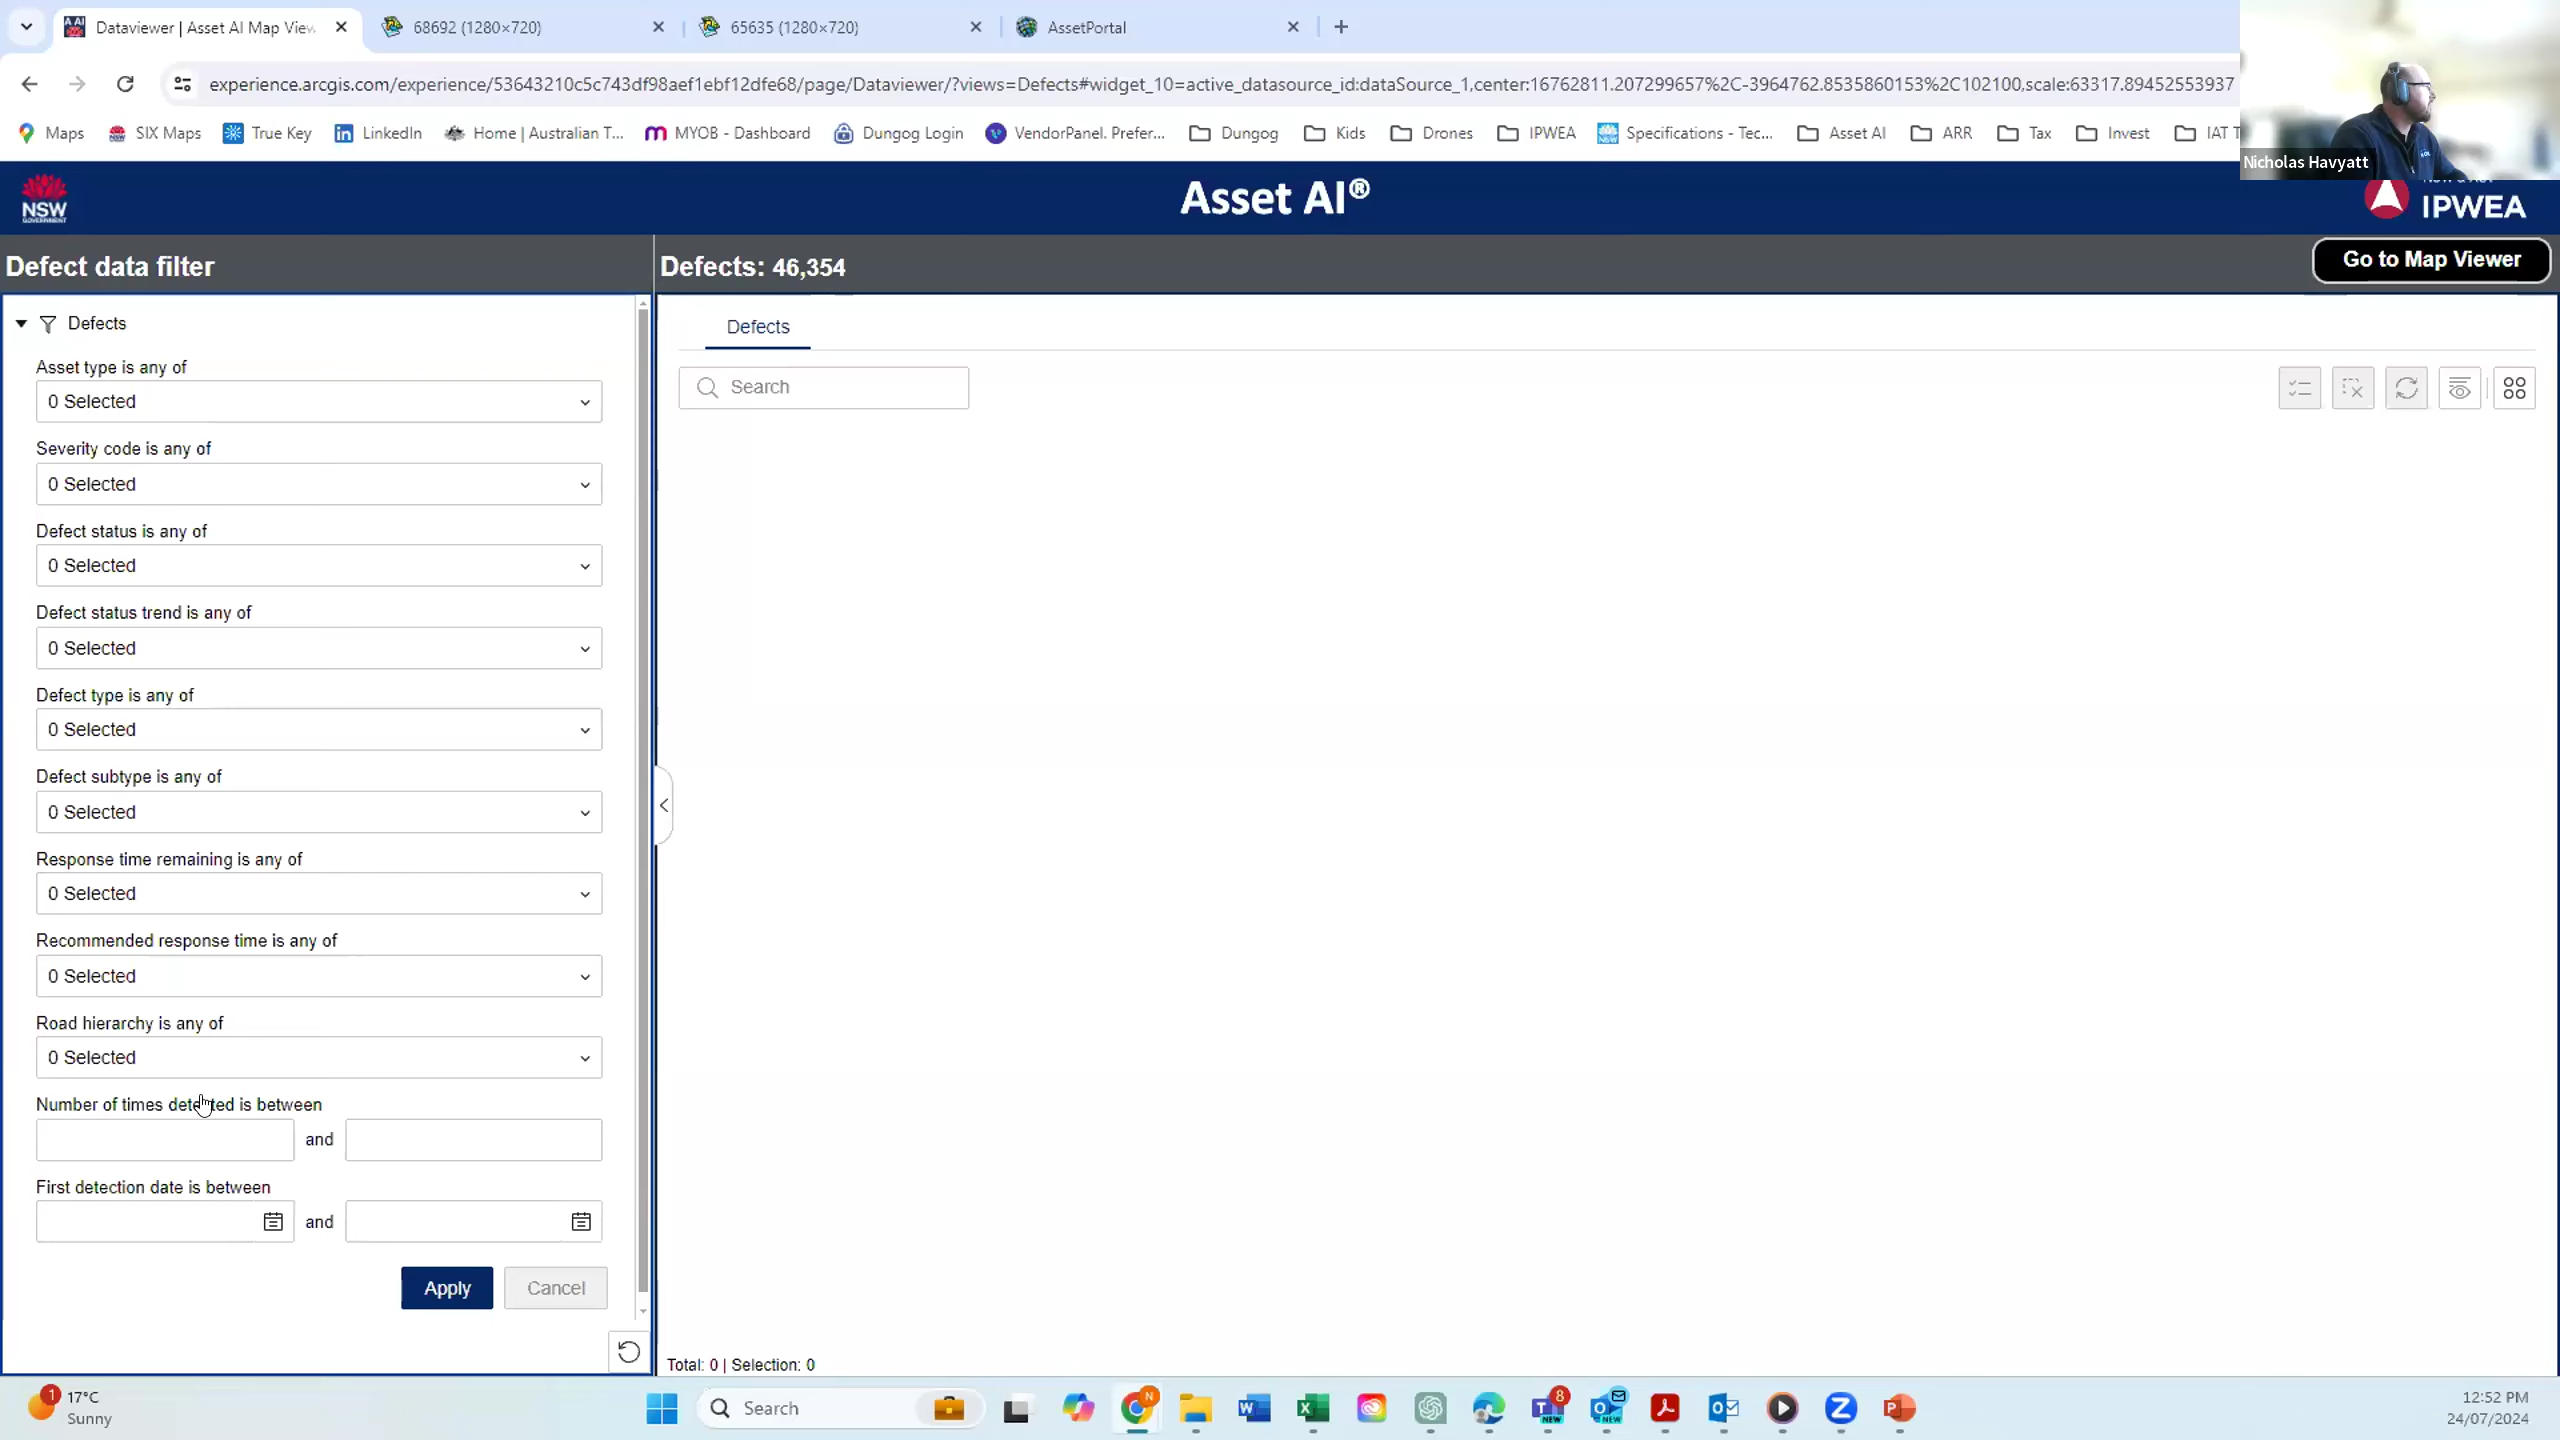 Dataviewer | Asset AI Map View
68692 (1280×720)
65635 (1280×720)
AssetPortal
experience.arcgis.com/experience/53643210c5c743df98aef1ebf12dfe68/page/Dataviewer/?views=Defects#widget_10=active_datasource_id:dataSource_1,center:16762811.207299657%2C-3964762.8535860153%2C102100,scale:63317.89452553937
Maps
SIX Maps
True Key
LinkedIn
Home | Australian T...
MYOB - Dashboard
Dungog Login
VendorPanel. Prefer...
Dungog
Kids
Drones
IPWEA
Specifications - Tec...
Asset AI
ARR
Tax
Invest
IAT T
Nicholas Havyatt
NSW
GOVERNMENT
Asset AI®
IPWEA
Defect data filter
Defects: 46,354
Go to Map Viewer
Defects
Defects
Search
Asset type is any of
0 Selected
Severity code is any of
0 Selected
Defect status is any of
0 Selected
Defect status trend is any of
0 Selected
Defect type is any of
0 Selected
Defect subtype is any of
0 Selected
Response time remaining is any of
0 Selected
Recommended response time is any of
0 Selected
Road hierarchy is any of
0 Selected
Number of times detected is between
and
First detection date is between
and
Apply
Cancel
Total: 0 | Selection: 0
1
17°C
Sunny
Search
N
8
NEW
NEW
12:52 PM
24/07/2024